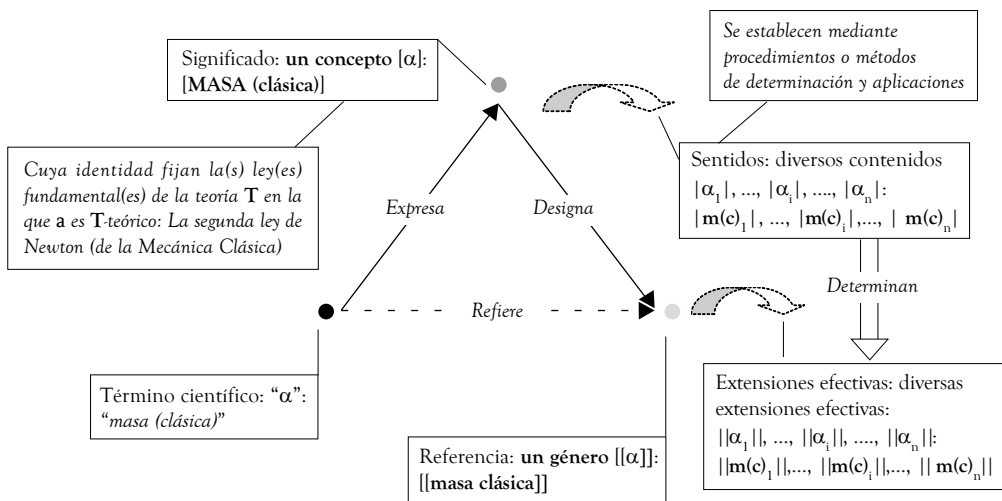 Significado: un concepto [α]:
[MASA (clásica)]
Se establecen mediante
procedimientos o métodos
de determinación y aplicaciones
Cuya identidad fijan la(s) ley(es)
fundamental(es) de la teoría T en la
que a es T-teórico: La segunda ley de
Newton (de la Mecánica Clásica)
Sentidos: diversos contenidos
|α₁|, ..., |αᵢ|, ...., |αₙ|:
|m(c)₁|, ..., |m(c)ᵢ|,..., | m(c)ₙ|
Expresa
Designa
Refiere
Determinan
Término científico: “α”:
“masa (clásica)”
Referencia: un género [[α]]:
[[masa clásica]]
Extensiones efectivas: diversas
extensiones efectivas:
||α₁||, ..., ||αᵢ||, ...., ||αₙ||:
||m(c)₁||,..., ||m(c)ᵢ||,..., || m(c)ₙ||